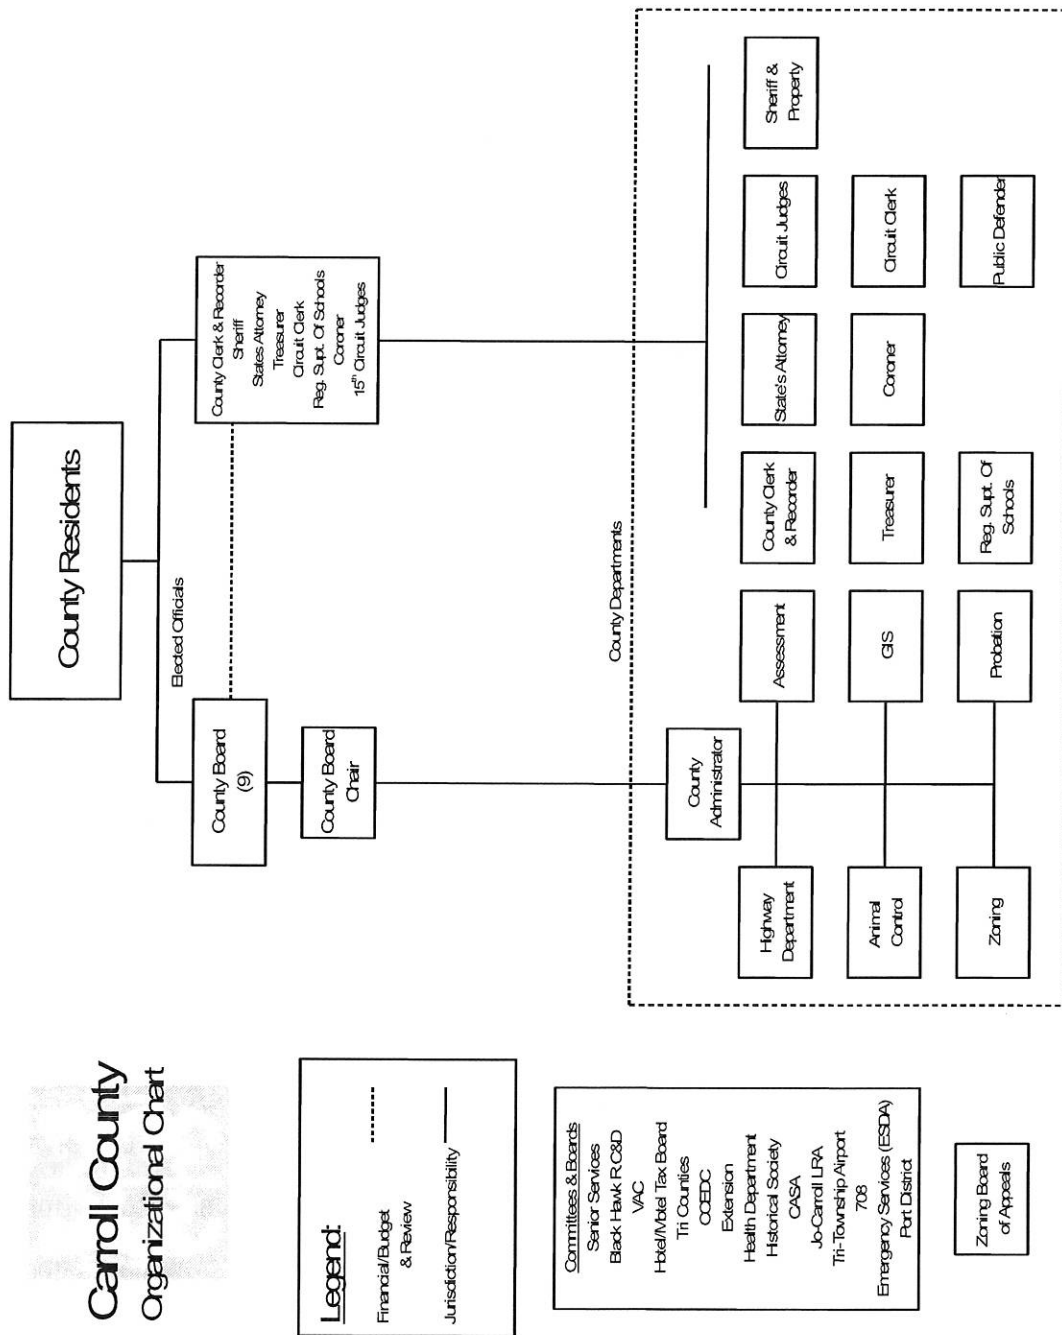 Carroll County
Organizational Chart
County Residents
Elected Officials
County Board
(9)
County Clerk & Recorder
Sheriff
States Attorney
Treasurer
Circuit Clerk
Reg. Supt. Of Schools
Coroner
15th Circuit Judges
County Board
Chair
Legend:
Financial/Budget
& Review
Jurisdiction/Responsibility
County Departments
County
Administrator
Highway
Department
Assessment
County Clerk
& Recorder
State's Attorney
Circuit Judges
Sheriff &
Property
Animal
Control
GIS
Treasurer
Coroner
Circuit Clerk
Zoning
Probation
Reg. Supt. Of
Schools
Public Defender
Committees & Boards
Senior Services
Black Hawk RC&D
VAC
Hotel/Motel Tax Board
Tri Counties
CCEDC
Extension
Health Department
Historical Society
CASA
Jo-Carroll LRA
Tri-Township Airport
708
Emergency Services (ESDA)
Port District
Zoning Board
of Appeals